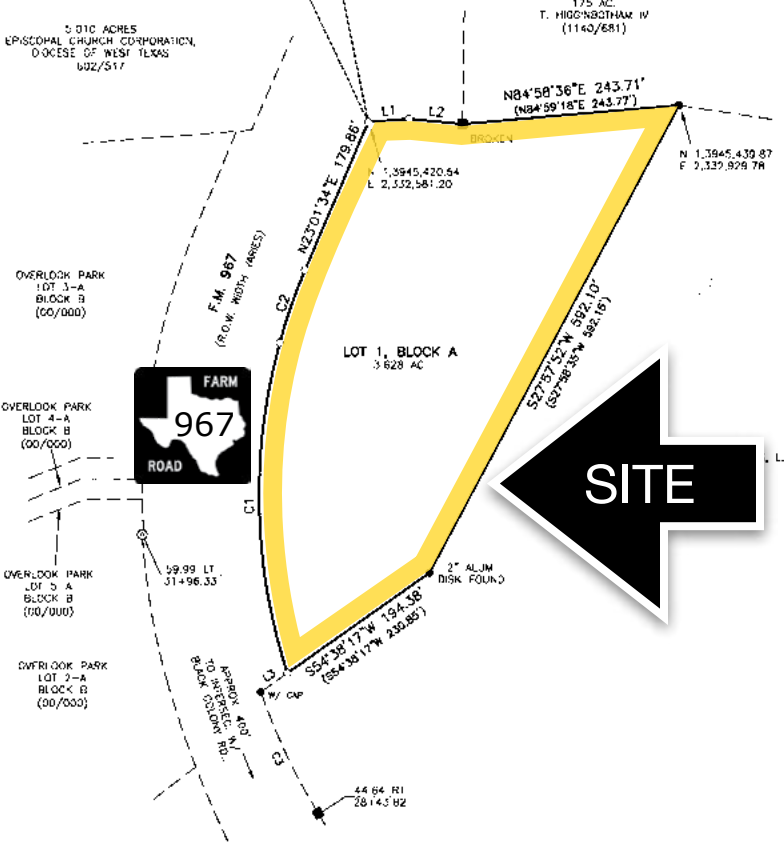 5.010 ACRES
EPISCOPAL CHURCH CORPORATION,
DIOCESE OF WEST TEXAS
602/517
175 AC.
T. HIGGINBOTHAM IV
(1140/681)
L1
L2
N84°58'36"E 243.71'
(N84°59'18"E 243.77')
BROKEN
N 13945,420.54
E 2,332,581.20
N 13945,439.87
E 2,332,929.78
N23°01'34"E 179.86'
F.M. 967
(R.O.W. WIDTH VARIES)
C2
OVERLOOK PARK
LOT 3-A
BLOCK B
(00/000)
LOT 1, BLOCK A
3.628 AC
S27°57'52"W 592.10'
(S27°58'35"W 592.16')
FARM
967
ROAD
OVERLOOK PARK
LOT 4-A
BLOCK B
(00/000)
SITE
C1
59.99 LT
31+96.33
2" ALUM
DISK FOUND
OVERLOOK PARK
LOT 5-A
BLOCK B
(00/000)
S54°38'17"W 194.38'
(S54°38'17"W 230.85')
L3
W/ CAP
OVERLOOK PARK
LOT 2-A
BLOCK B
(00/000)
APPROX 400'
TO INTERSEC. W/
BLACK COLONY RD.
C3
44.64 RT
28+43.82